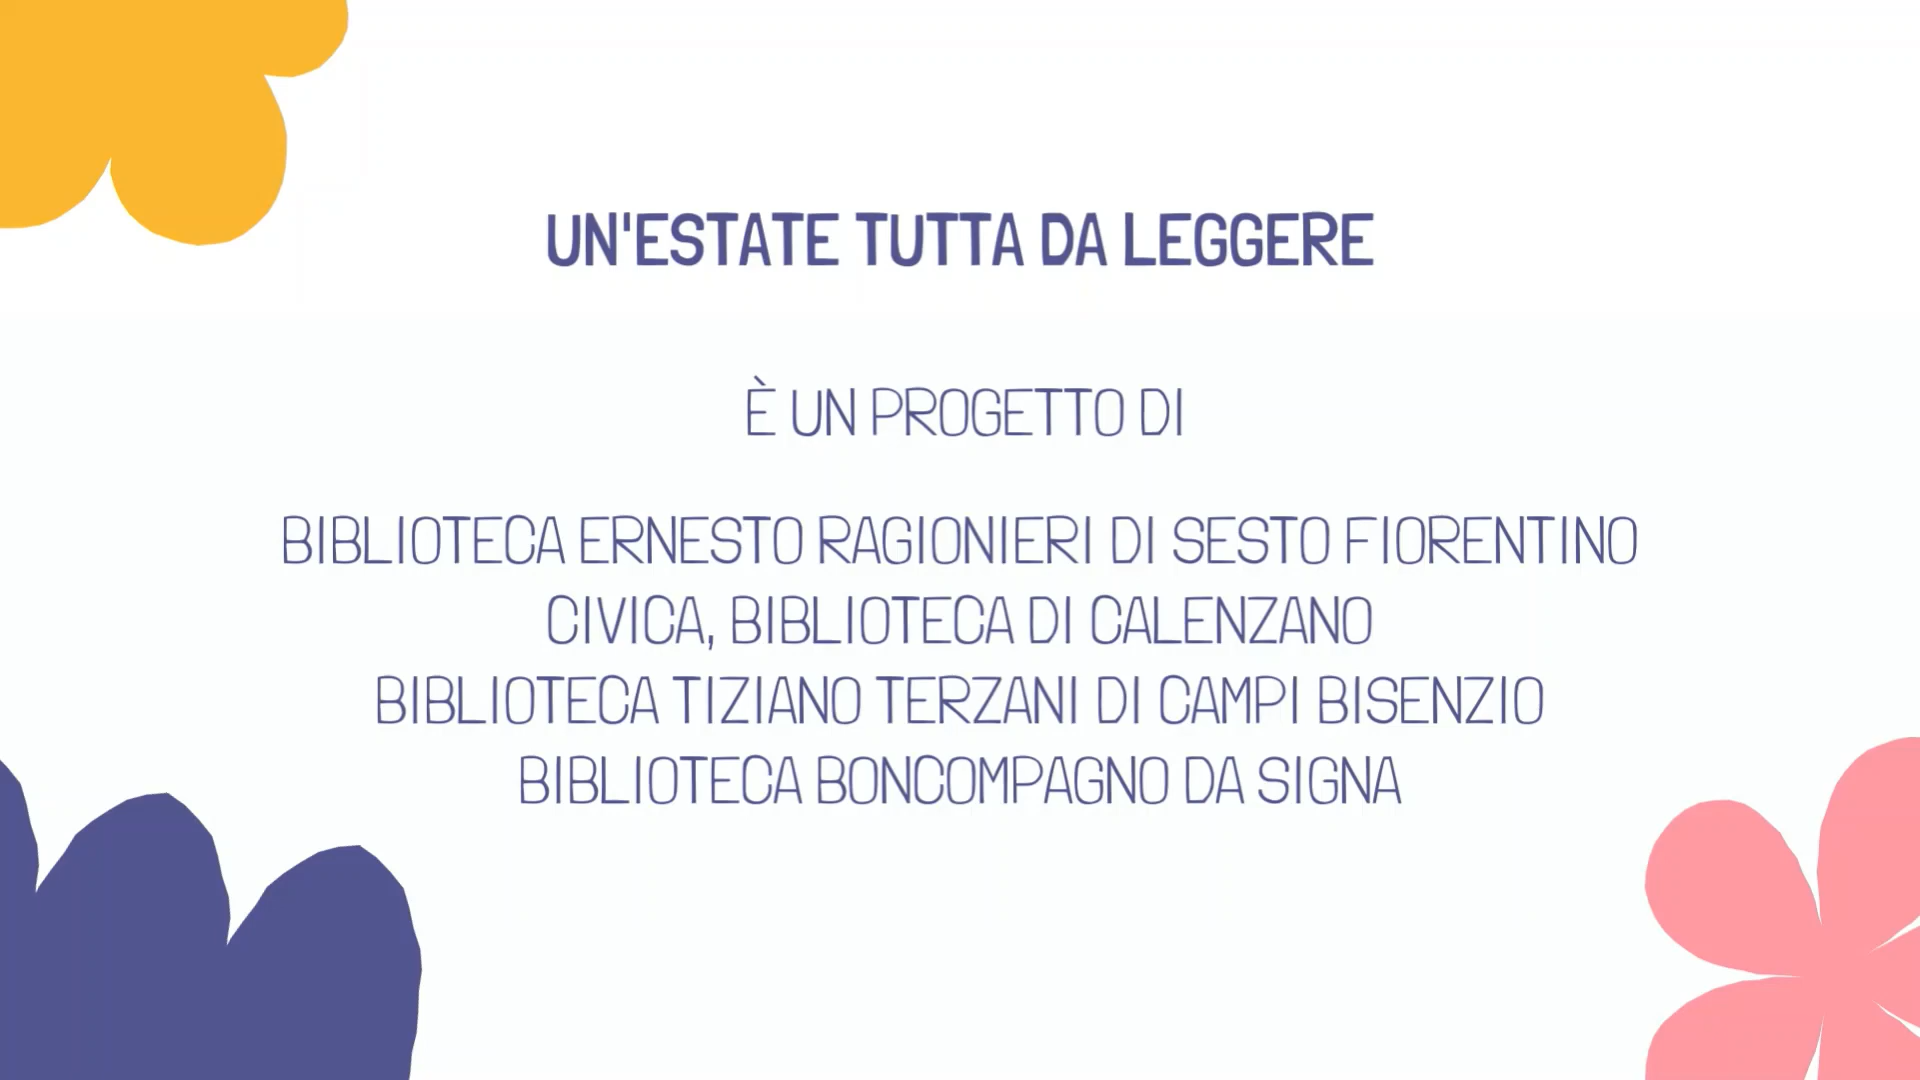 UN'ESTATE TUTTA DA LEGGERE
È UN PROGETTO DI
BIBLIOTECA ERNESTO RAGIONIERI DI SESTO FIORENTINO
CIVICA, BIBLIOTECA DI CALENZANO
BIBLIOTECA TIZIANO TERZANI DI CAMPI BISENZIO
BIBLIOTECA BONCOMPAGNO DA SIGNA